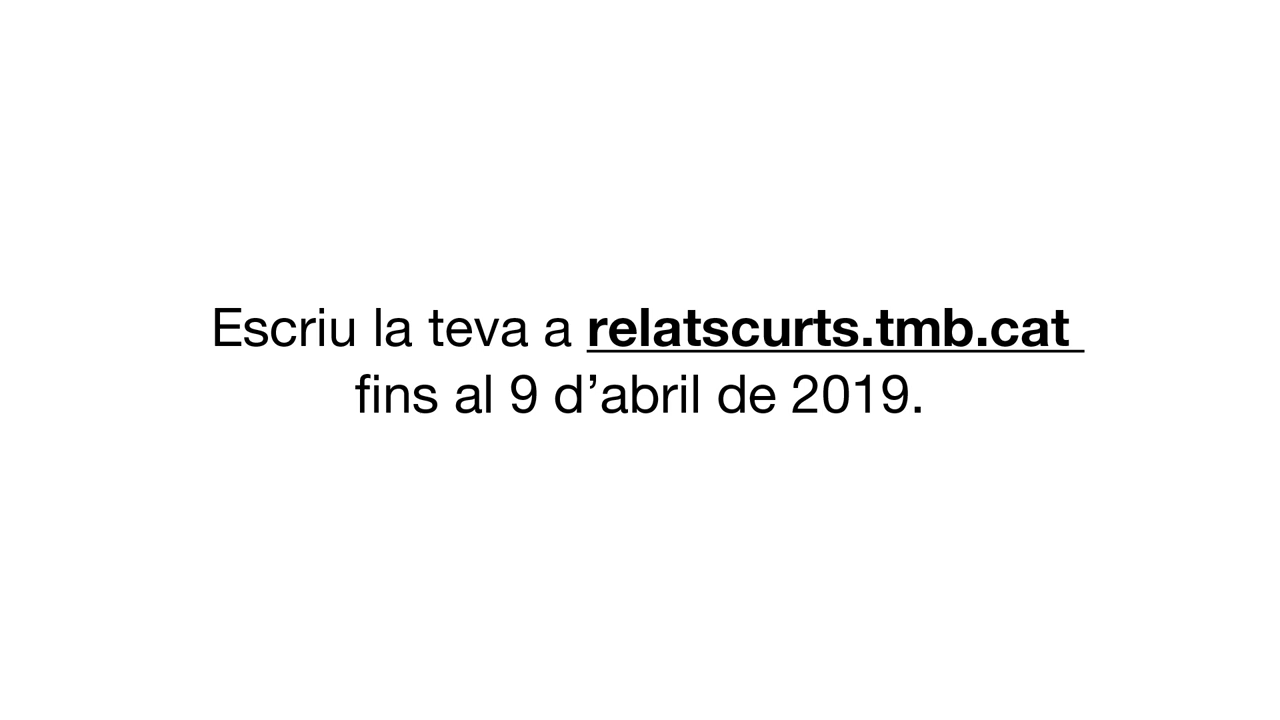 Escriu la teva a relatscurts.tmb.cat
fins al 9 d’abril de 2019.